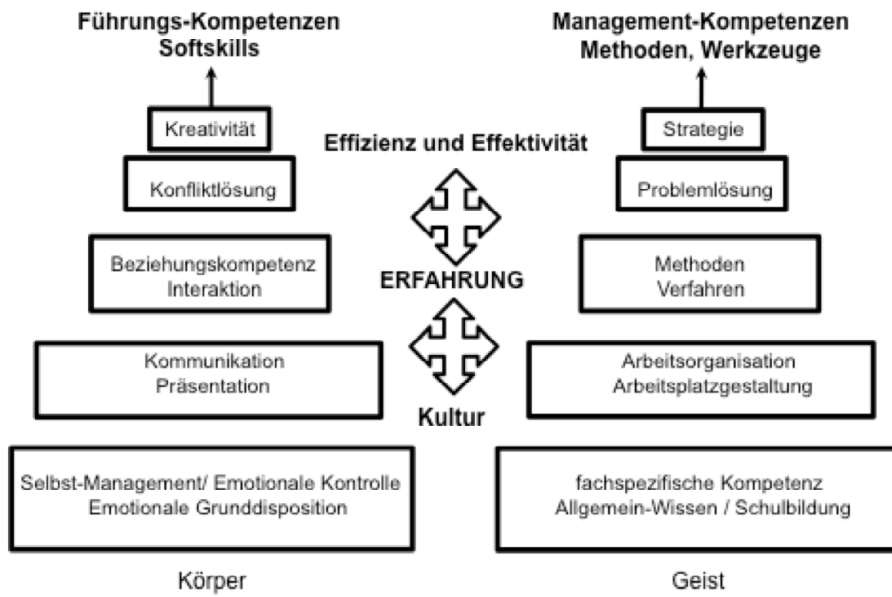 Führungs-Kompetenzen
Softskills
Management-Kompetenzen
Methoden, Werkzeuge
Kreativität
Effizienz und Effektivität
Strategie
Konfliktlösung
Problemlösung
Beziehungskompetenz
Interaktion
ERFAHRUNG
Methoden
Verfahren
Kommunikation
Präsentation
Arbeitsorganisation
Arbeitsplatzgestaltung
Kultur
Selbst-Management/ Emotionale Kontrolle
Emotionale Grunddisposition
fachspezifische Kompetenz
Allgemein-Wissen / Schulbildung
Körper
Geist